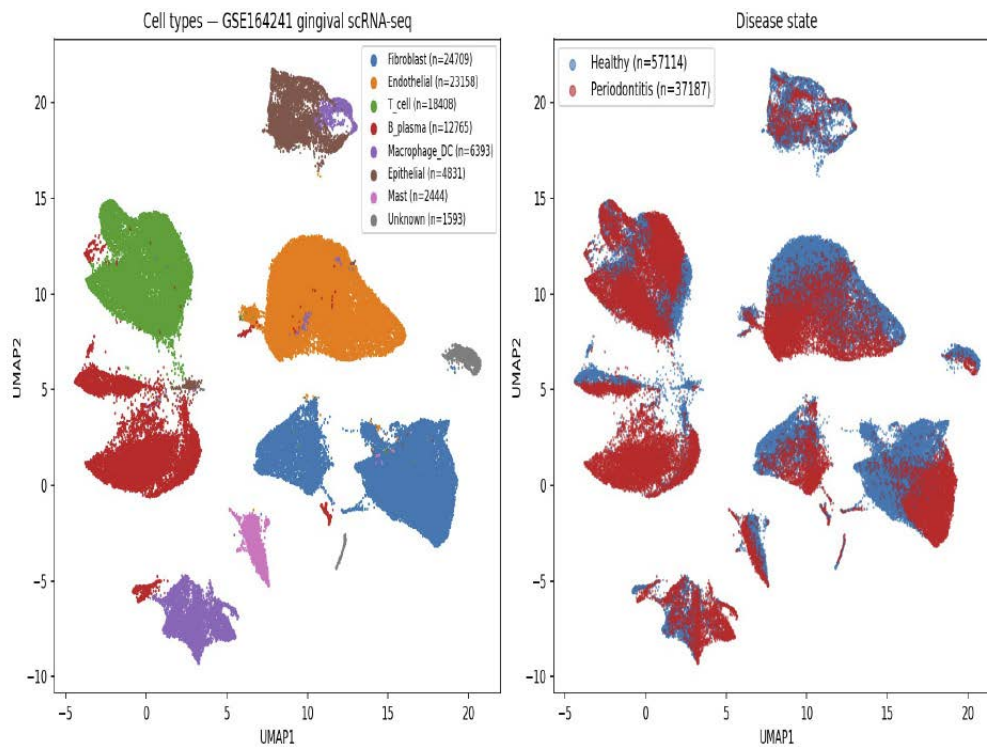 Cell types — GSE164241 gingival scRNA-seq
Fibroblast (n=24709)
Endothelial (n=23158)
T_cell (n=18408)
B_plasma (n=12765)
Macrophage_DC (n=6393)
Epithelial (n=4831)
Mast (n=2444)
Unknown (n=1593)
UMAP2
20
15
10
5
0
−5
−10
−5 0 5 10 15 20
UMAP1
Disease state
Healthy (n=57114)
Periodontitis (n=37187)
UMAP2
20
15
10
5
0
−5
−10
−5 0 5 10 15 20
UMAP1